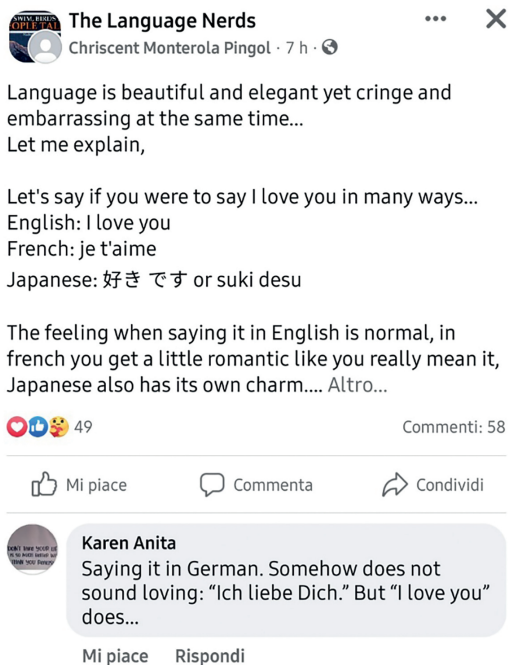 SWIM, BIRDS
The Language Nerds
Chriscent Monterola Pingol · 7 h ·
Language is beautiful and elegant yet cringe and
embarrassing at the same time...
Let me explain,
Let's say if you were to say I love you in many ways...
English: I love you
French: je t'aime
Japanese: 好き です or suki desu
The feeling when saying it in English is normal, in
french you get a little romantic like you really mean it,
Japanese also has its own charm.... Altro...
49
Commenti: 58
Mi piace
Commenta
Condividi
Karen Anita
Saying it in German. Somehow does not
sound loving: “Ich liebe Dich.” But “I love you”
does...
Mi piace
Rispondi